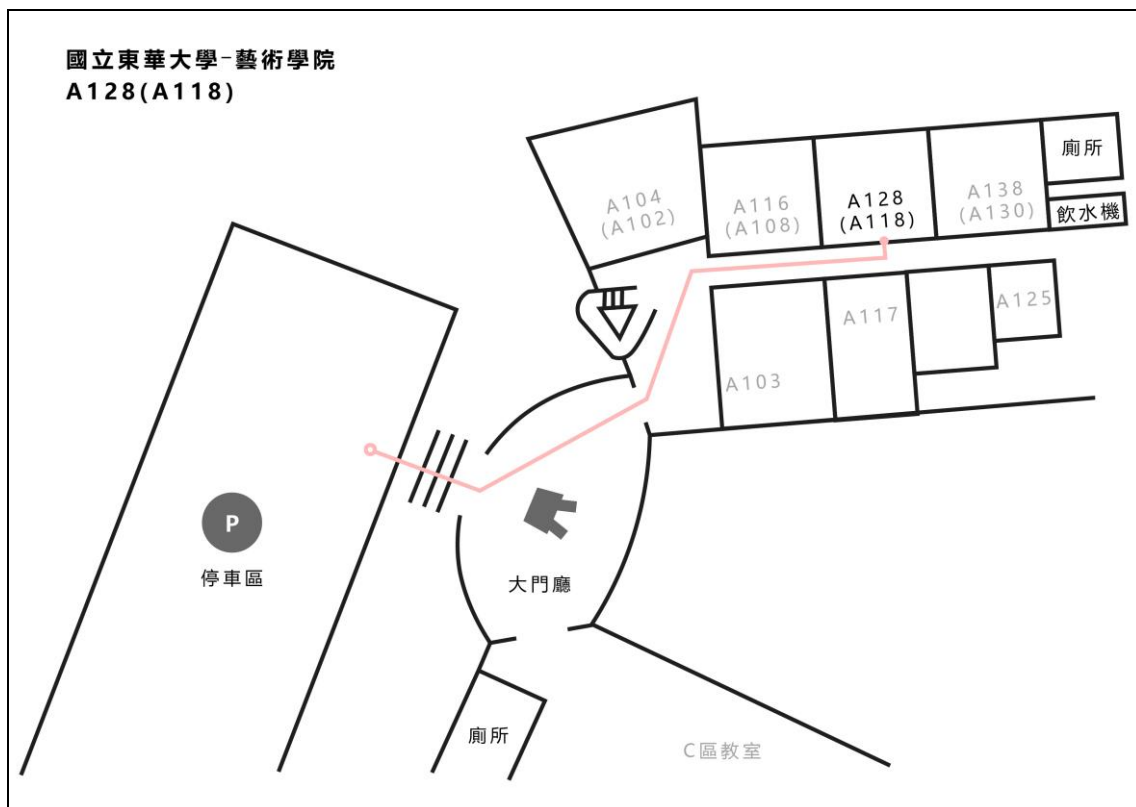 國立東華大學-藝術學院
A128(A118)
A104
(A102)
A116
(A108)
A128
(A118)
A138
(A130)
廁所
飲水機
A103
A117
A125
P
停車區
大門廳
廁所
C區教室